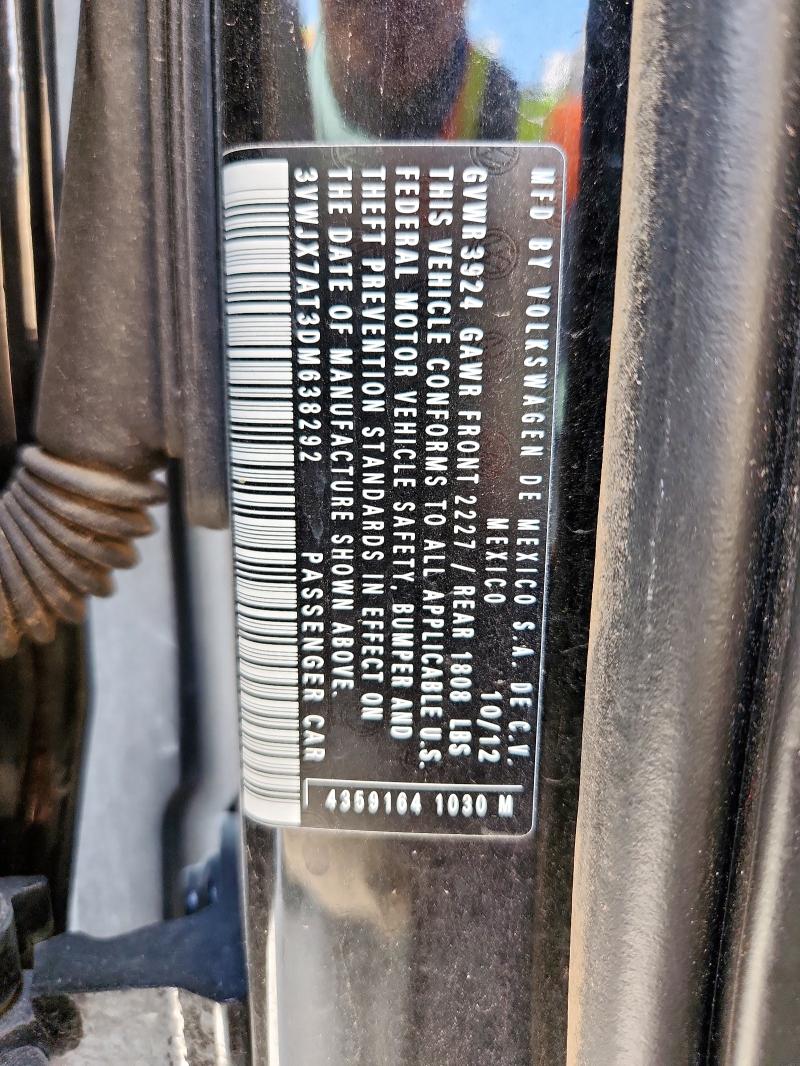 MFD BY VOLKSWAGEN DE MEXICO S.A. DE C.V.
MEXICO 10/12
GVWR 3924 GAWR FRONT 2227 / REAR 1808 LBS
THIS VEHICLE CONFORMS TO ALL APPLICABLE U.S.
FEDERAL MOTOR VEHICLE SAFETY, BUMPER AND
THEFT PREVENTION STANDARDS IN EFFECT ON
THE DATE OF MANUFACTURE SHOWN ABOVE.
3VWJX7AT3DM638292 PASSENGER CAR
4359164 1030 M